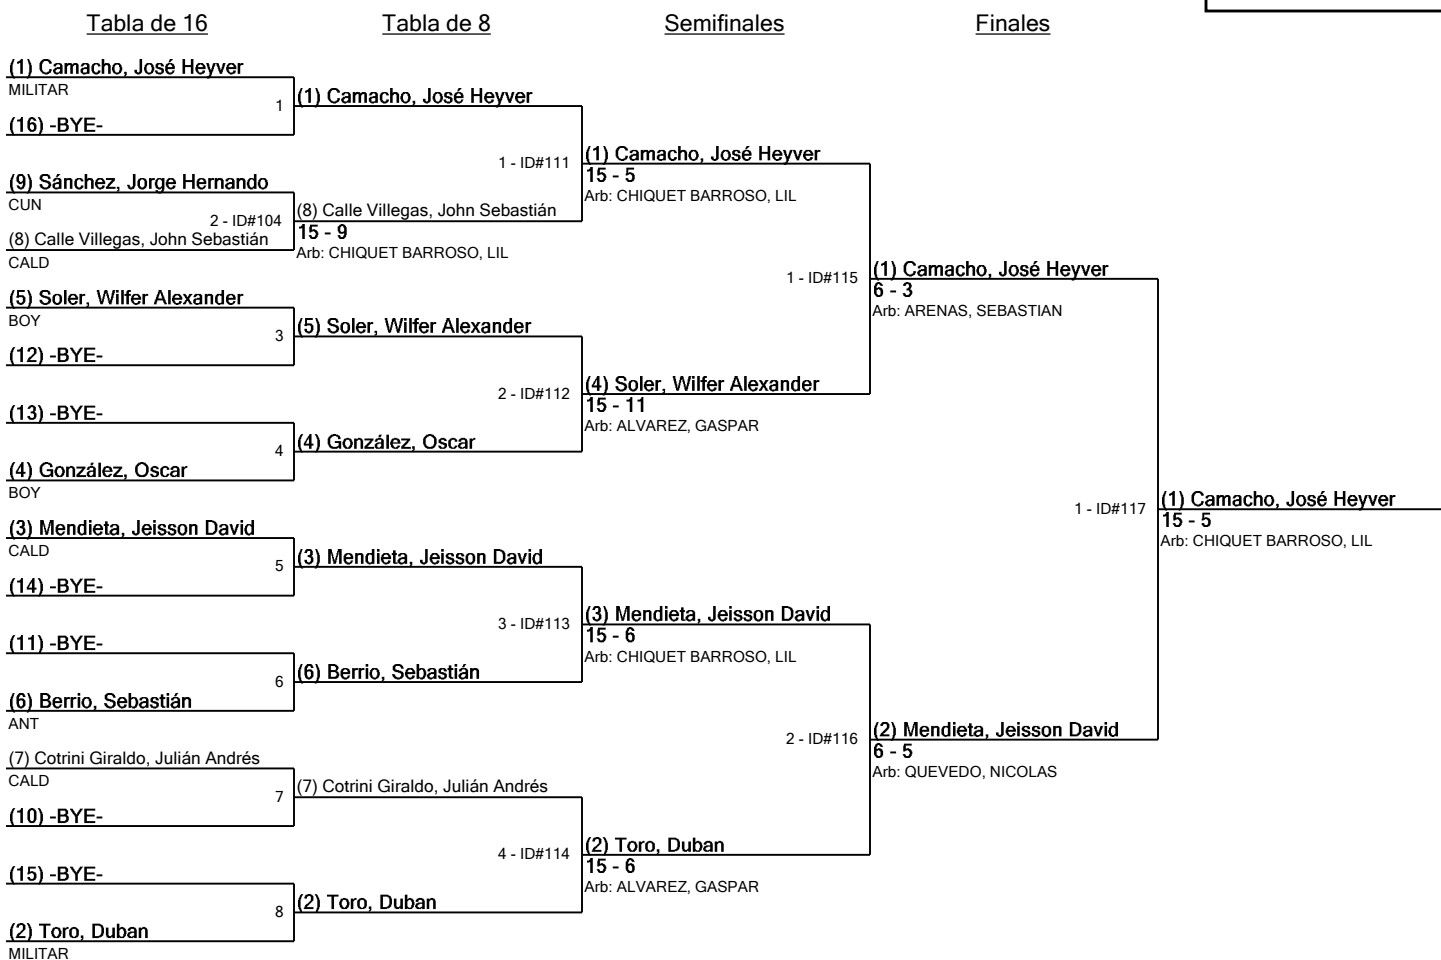 Tabla de 16
Tabla de 8
Semifinales
Finales
(1) Camacho, José Heyver
MILITAR
1
(16) -BYE-
(9) Sánchez, Jorge Hernando
CUN
2 - ID#104
(8) Calle Villegas, John Sebastián
CALD
(5) Soler, Wilfer Alexander
BOY
3
(12) -BYE-
(13) -BYE-
4
(4) González, Oscar
BOY
(3) Mendieta, Jeisson David
CALD
5
(14) -BYE-
(11) -BYE-
6
(6) Berrio, Sebastián
ANT
(7) Cotrini Giraldo, Julián Andrés
CALD
7
(10) -BYE-
(15) -BYE-
8
(2) Toro, Duban
MILITAR
(1) Camacho, José Heyver
1 - ID#111
(8) Calle Villegas, John Sebastián
15 - 9
Arb: CHIQUET BARROSO, LIL
(5) Soler, Wilfer Alexander
2 - ID#112
(4) González, Oscar
(3) Mendieta, Jeisson David
3 - ID#113
(6) Berrio, Sebastián
(7) Cotrini Giraldo, Julián Andrés
4 - ID#114
(2) Toro, Duban
(1) Camacho, José Heyver
15 - 5
Arb: CHIQUET BARROSO, LIL
1 - ID#115
(4) Soler, Wilfer Alexander
15 - 11
Arb: ALVAREZ, GASPAR
(3) Mendieta, Jeisson David
15 - 6
Arb: CHIQUET BARROSO, LIL
2 - ID#116
(2) Toro, Duban
15 - 6
Arb: ALVAREZ, GASPAR
(1) Camacho, José Heyver
6 - 3
Arb: ARENAS, SEBASTIAN
1 - ID#117
(2) Mendieta, Jeisson David
6 - 5
Arb: QUEVEDO, NICOLAS
(1) Camacho, José Heyver
15 - 5
Arb: CHIQUET BARROSO, LIL